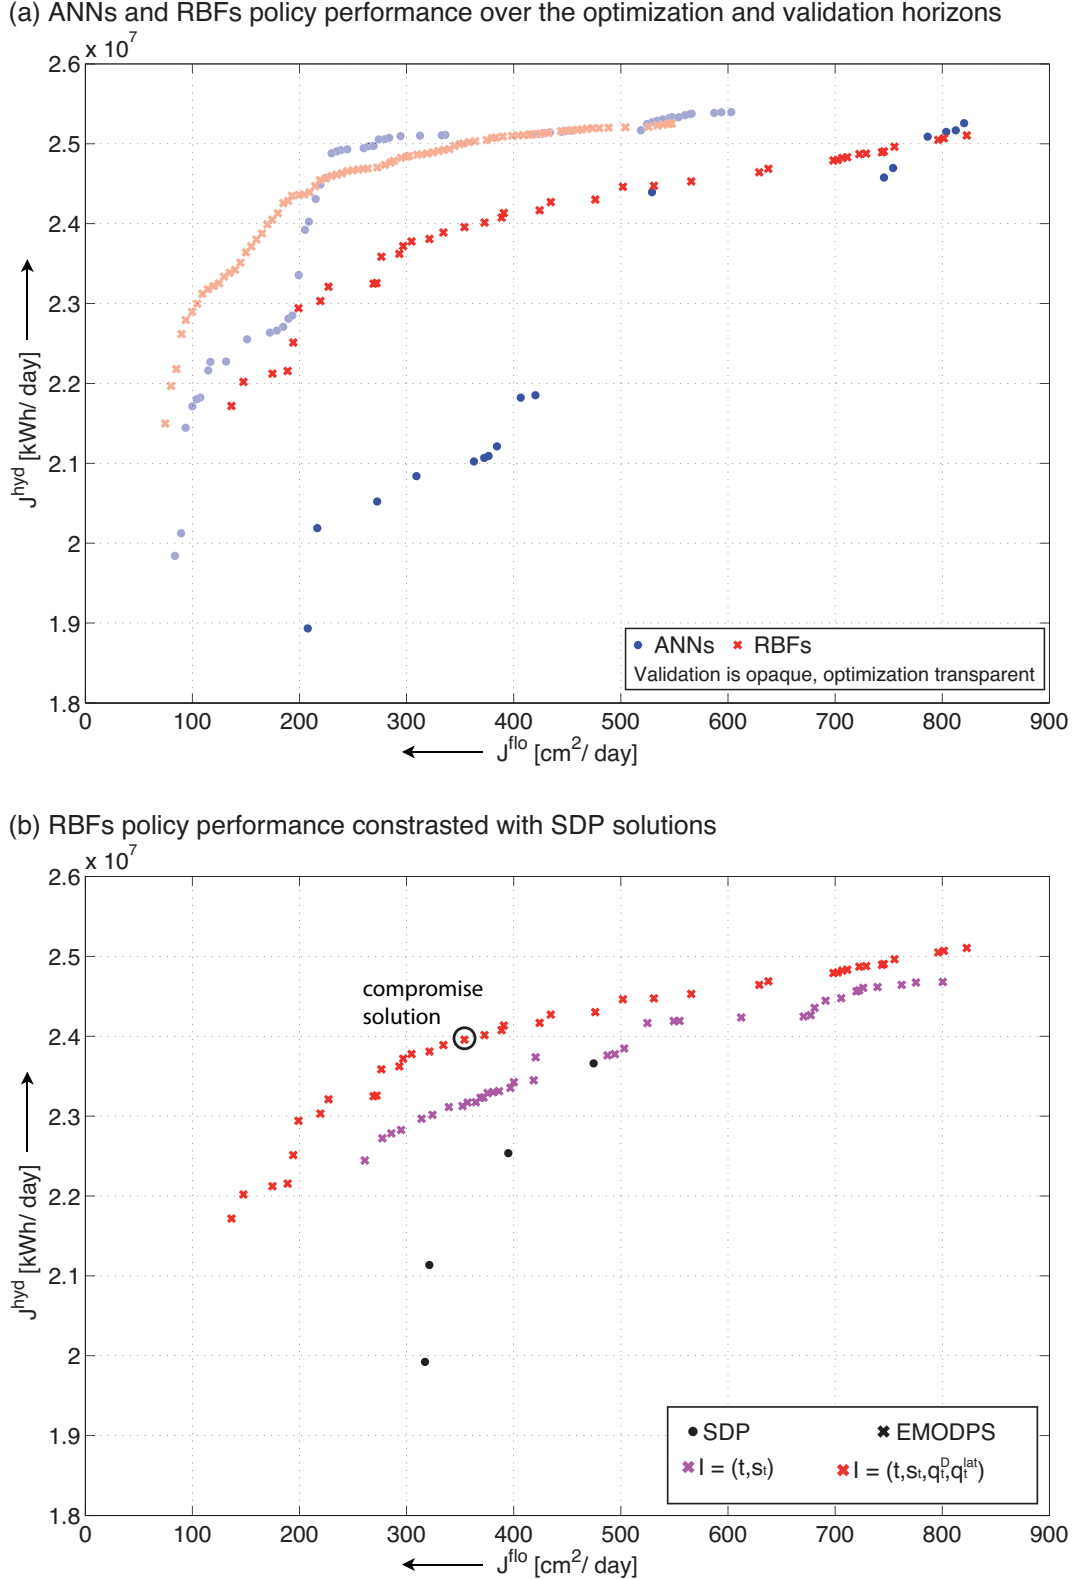 (a) ANNs and RBFs policy performance over the optimization and validation horizons
x 10^7
2.6
2.5
2.4
2.3
2.2
2.1
2
1.9
1.8
J^hyd [kWh/ day]
ANNs RBFs
Validation is opaque, optimization transparent
0 100 200 300 400 500 600 700 800 900
J^flo [cm^2/ day]
(b) RBFs policy performance constrasted with SDP solutions
x 10^7
2.6
2.5
2.4
2.3
2.2
2.1
2
1.9
1.8
J^hyd [kWh/ day]
compromise
solution
SDP EMODPS
I = (t,s_t) I = (t,s_t,q_t^D,q_t^lat)
0 100 200 300 400 500 600 700 800 900
J^flo [cm^2/ day]